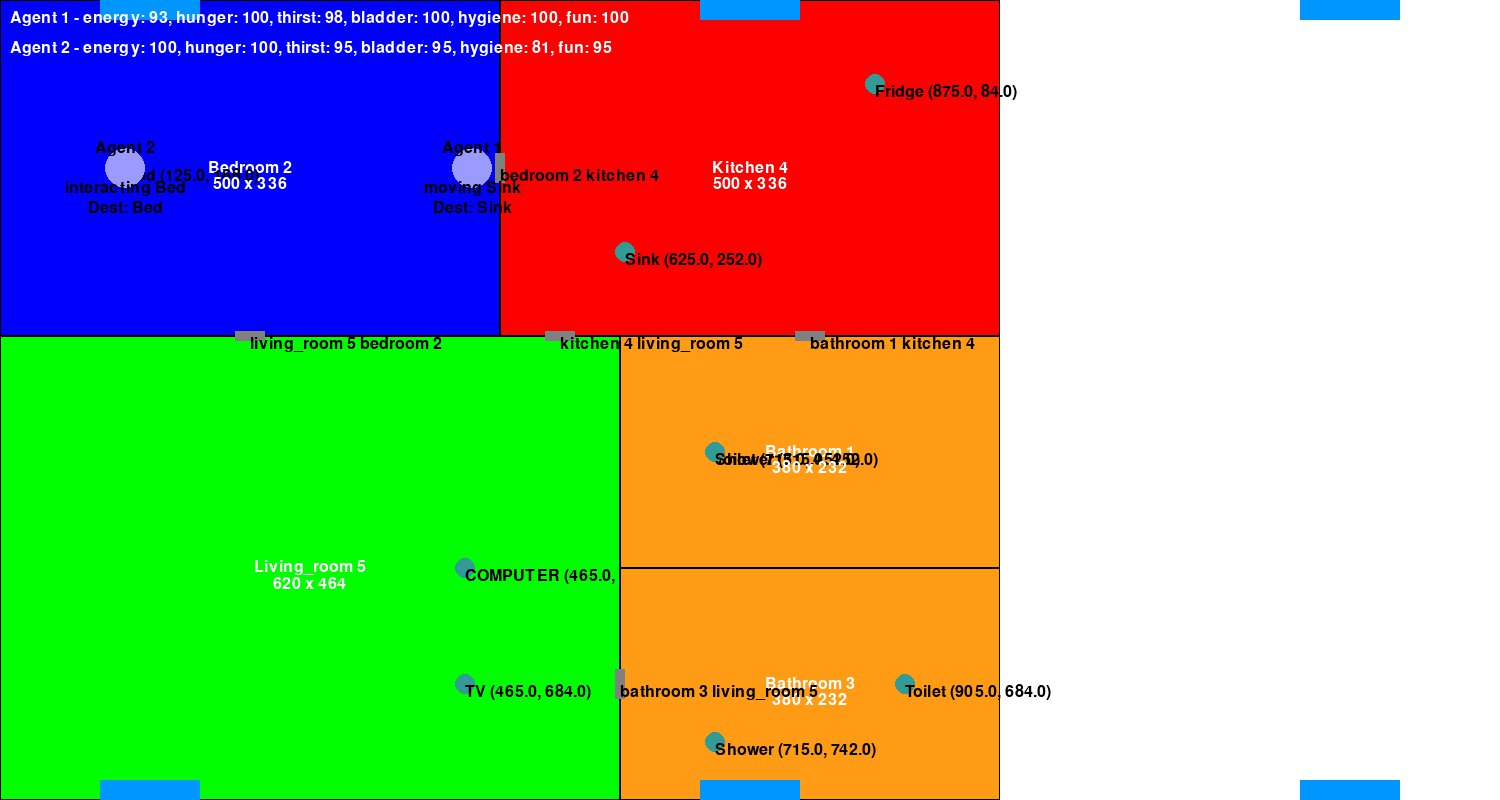 Agent 1 - energy: 93, hunger: 100, thirst: 98, bladder: 100, hygiene: 100, fun: 100
Agent 2 - energy: 100, hunger: 100, thirst: 95, bladder: 95, hygiene: 81, fun: 95
Fridge (875.0, 84.0)
Agent 2
Agent 1
Bedroom 2
500 x 336
Kitchen 4
500 x 336
bedroom 2 kitchen 4
interacting Bed
Dest: Bed
moving Sink
Dest: Sink
Sink (625.0, 252.0)
living_room 5 bedroom 2
kitchen 4 living_room 5
bathroom 1 kitchen 4
Bathroom 1
380 x 232
Living_room 5
620 x 464
COMPUTER (465.0,
TV (465.0, 684.0)
bathroom 3 living_room 5
Bathroom 3
380 x 232
Toilet (905.0, 684.0)
Shower (715.0, 742.0)